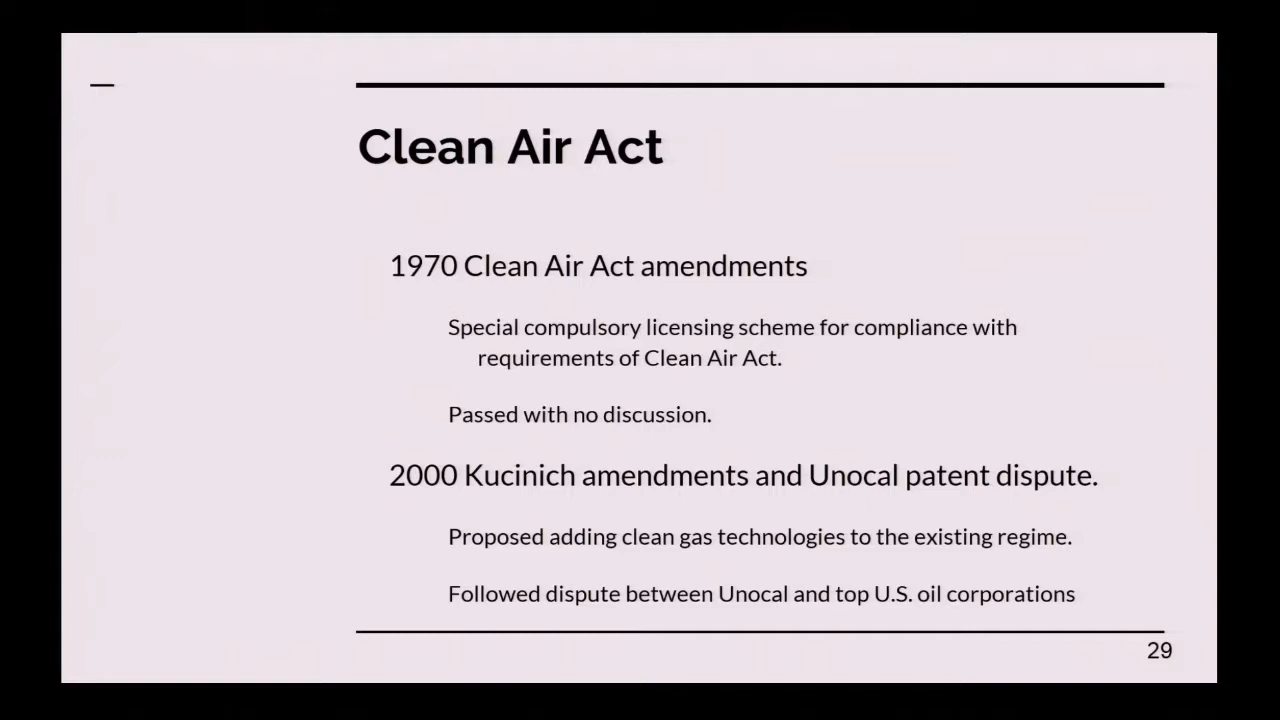 Clean Air Act
1970 Clean Air Act amendments
Special compulsory licensing scheme for compliance with
requirements of Clean Air Act.
Passed with no discussion.
2000 Kucinich amendments and Unocal patent dispute.
Proposed adding clean gas technologies to the existing regime.
Followed dispute between Unocal and top U.S. oil corporations
29